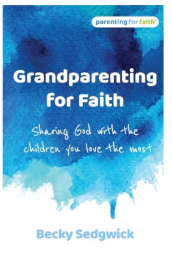 parenting for faith®
Grandparenting
for Faith
Sharing God with the
children you love the most
Becky Sedgwick